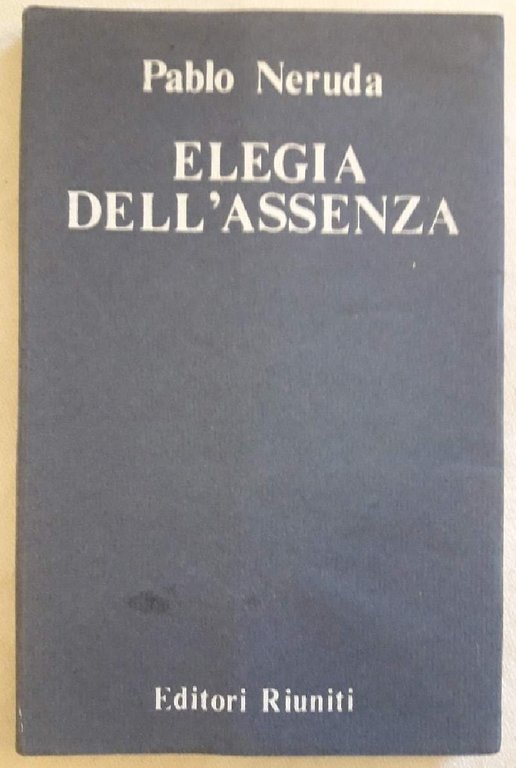 Pablo Neruda
ELEGIA
DELL'ASSENZA
Editori Riuniti